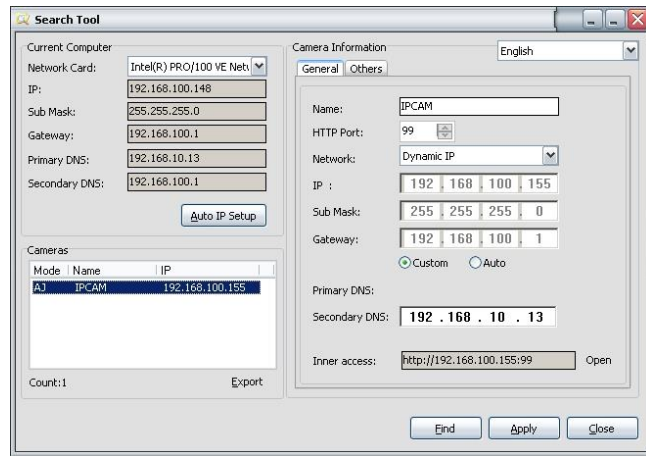 Search Tool
Current Computer
Network Card: Intel(R) PRO/100 VE Netw
IP: 192.168.100.148
Sub Mask: 255.255.255.0
Gateway: 192.168.100.1
Primary DNS: 192.168.10.13
Secondary DNS: 192.168.100.1
Auto IP Setup
Cameras
Mode Name IP
AJ IPCAM 192.168.100.155
Count:1 Export
Camera Information English
General Others
Name: IPCAM
HTTP Port: 99
Network: Dynamic IP
IP : 192 . 168 . 100 . 155
Sub Mask: 255 . 255 . 255 . 0
Gateway: 192 . 168 . 100 . 1
Custom Auto
Primary DNS:
Secondary DNS: 192 . 168 . 10 . 13
Inner access: http://192.168.100.155:99 Open
Find Apply Close